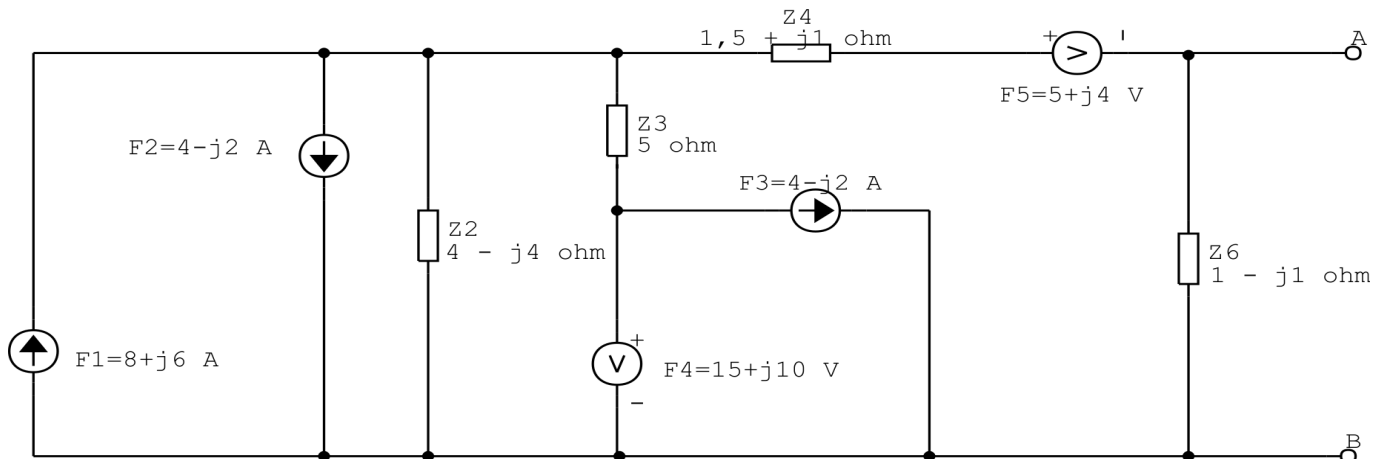 Z4
1,5 + j1 ohm
+
-
A
F5=5+j4 V
Z3
5 ohm
F2=4-j2 A
F3=4-j2 A
Z2
4 - j4 ohm
Z6
1 - j1 ohm
+
F1=8+j6 A
V
F4=15+j10 V
-
B